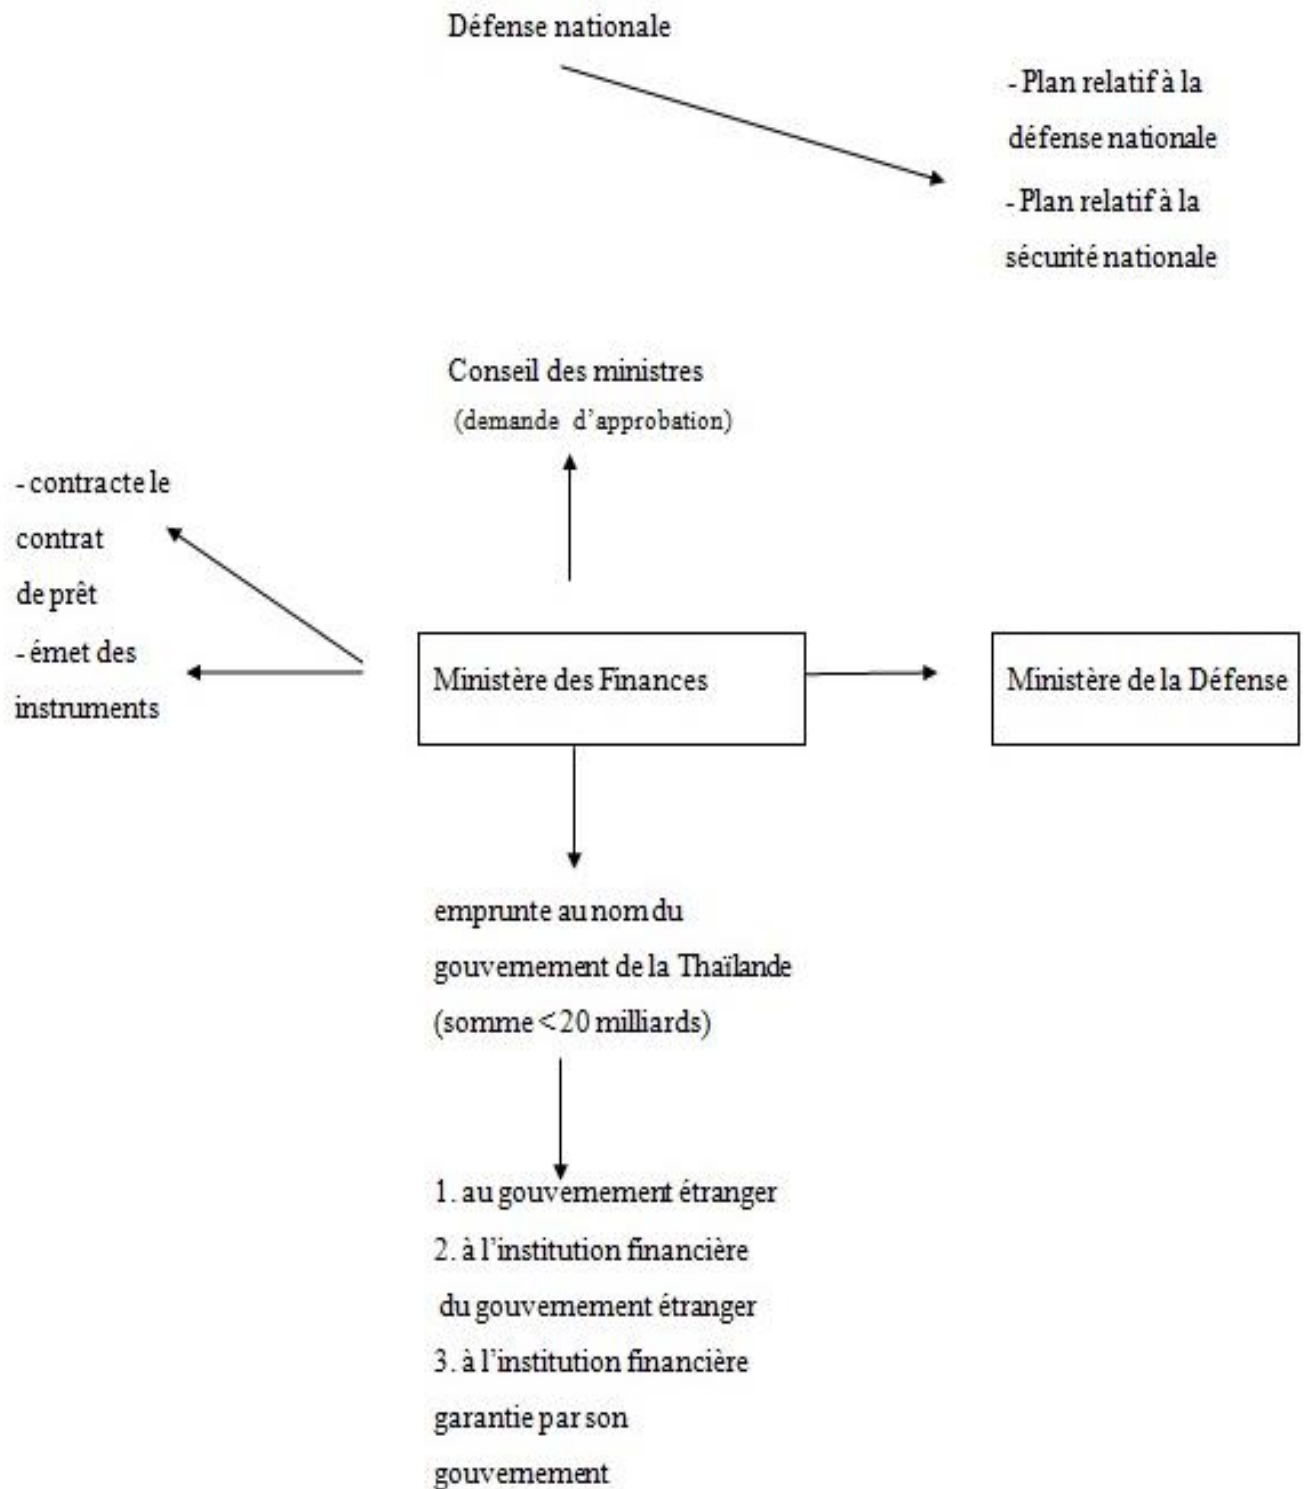 Défense nationale
- Plan relatif à la
défense nationale
- Plan relatif à la
sécurité nationale
Conseil des ministres
(demande d’approbation)
- contracte le
contrat
de prêt
- émet des
instruments
Ministère des Finances
Ministère de la Défense
emprunte au nom du
gouvernement de la Thaïlande
(somme <20 milliards)
1. au gouvernement étranger
2. à l’institution financière
du gouvernement étranger
3. à l’institution financière
garantie par son
gouvernement